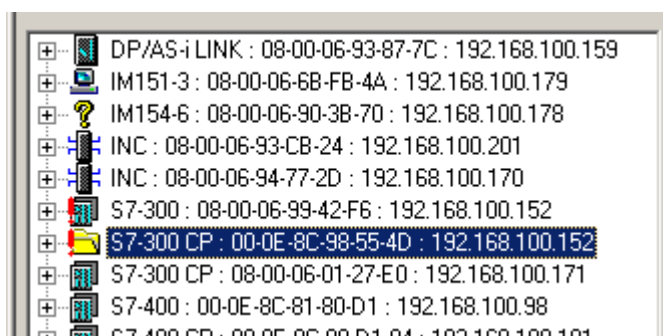 DP/AS-i LINK : 08-00-06-93-87-7C : 192.168.100.159
IM151-3 : 08-00-06-6B-FB-4A : 192.168.100.179
IM154-6 : 08-00-06-90-3B-70 : 192.168.100.178
INC : 08-00-06-93-CB-24 : 192.168.100.201
INC : 08-00-06-94-77-2D : 192.168.100.170
S7-300 : 08-00-06-99-42-F6 : 192.168.100.152
S7-300 CP : 00-0E-8C-98-55-4D : 192.168.100.152
S7-300 CP : 08-00-06-01-27-E0 : 192.168.100.171
S7-400 : 00-0E-8C-81-80-D1 : 192.168.100.98
S7-400 CP :